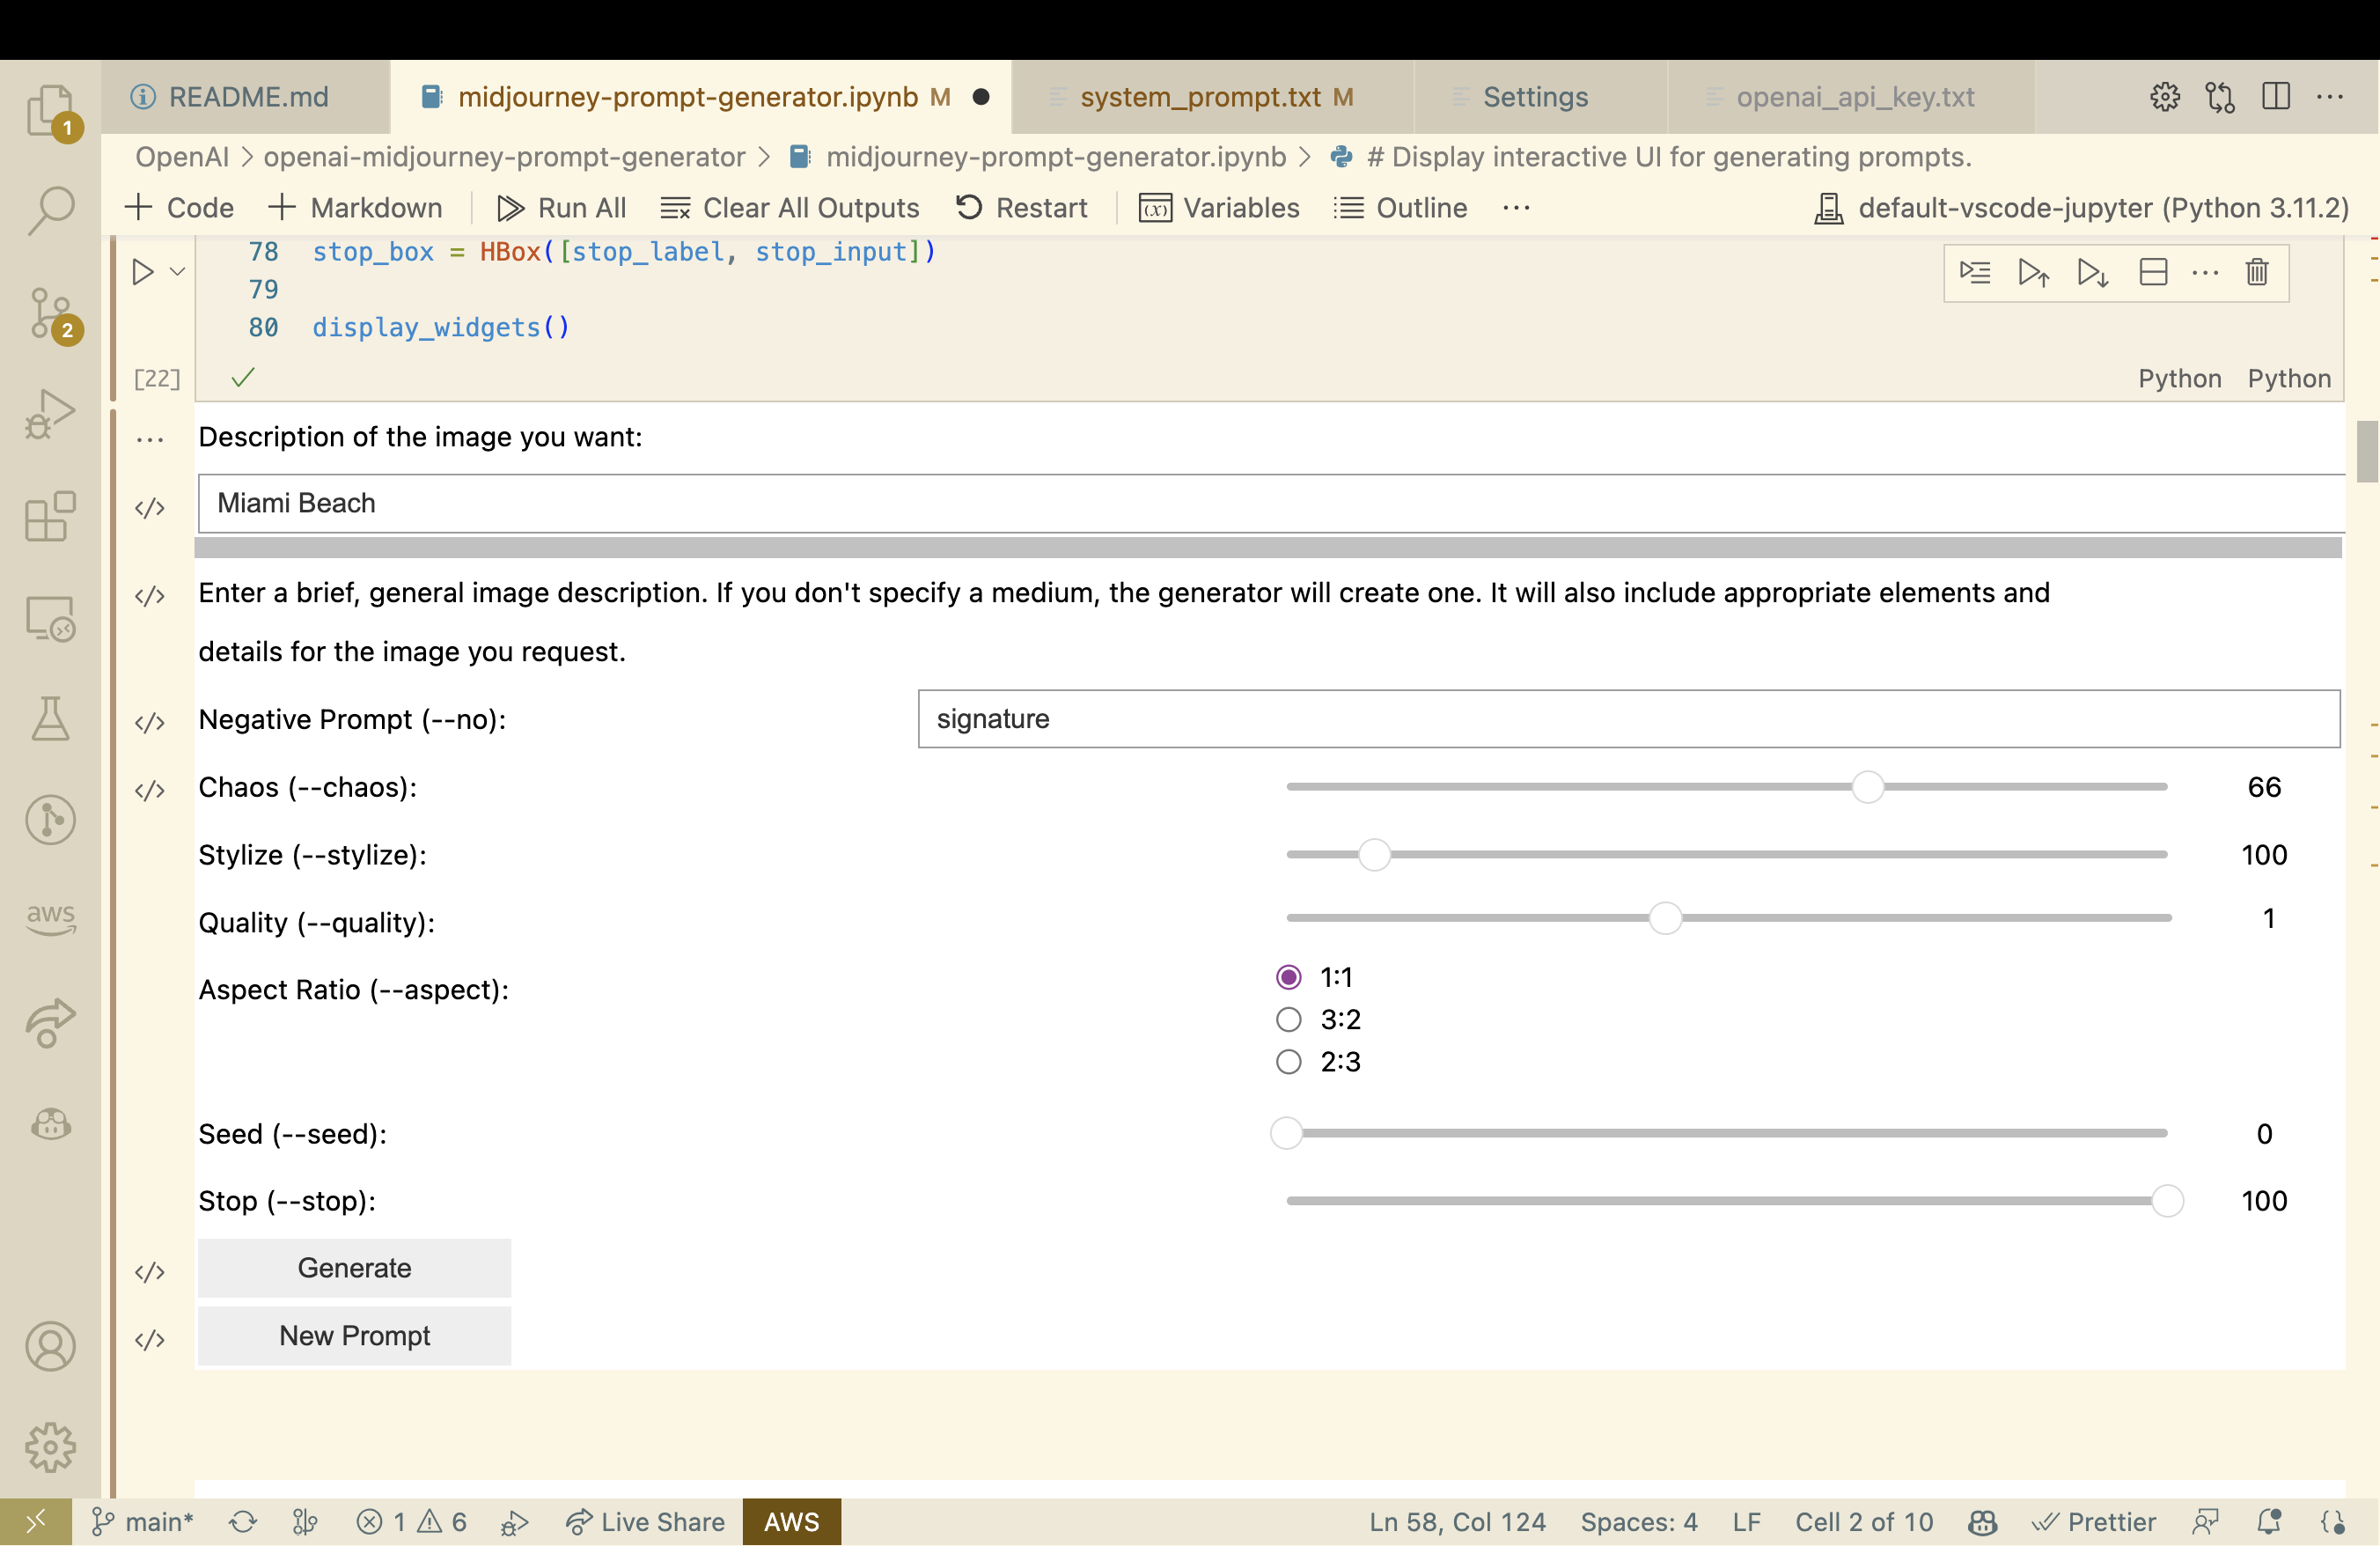 README.md
midjourney-prompt-generator.ipynb M
system_prompt.txt M
Settings
openai_api_key.txt
1
OpenAI > openai-midjourney-prompt-generator > midjourney-prompt-generator.ipynb > # Display interactive UI for generating prompts.
+ Code + Markdown Run All Clear All Outputs Restart Variables Outline ... default-vscode-jupyter (Python 3.11.2)
78 stop_box = HBox([stop_label, stop_input])
79
80 display_widgets()
2
[22] Python Python
Description of the image you want:
Miami Beach
Enter a brief, general image description. If you don't specify a medium, the generator will create one. It will also include appropriate elements and
details for the image you request.
Negative Prompt (--no): signature
Chaos (--chaos): 66
Stylize (--stylize): 100
aws
Quality (--quality): 1
Aspect Ratio (--aspect): 1:1
3:2
2:3
Seed (--seed): 0
Stop (--stop): 100
Generate
New Prompt
main* 1 6 Live Share AWS Ln 58, Col 124 Spaces: 4 LF Cell 2 of 10 Prettier